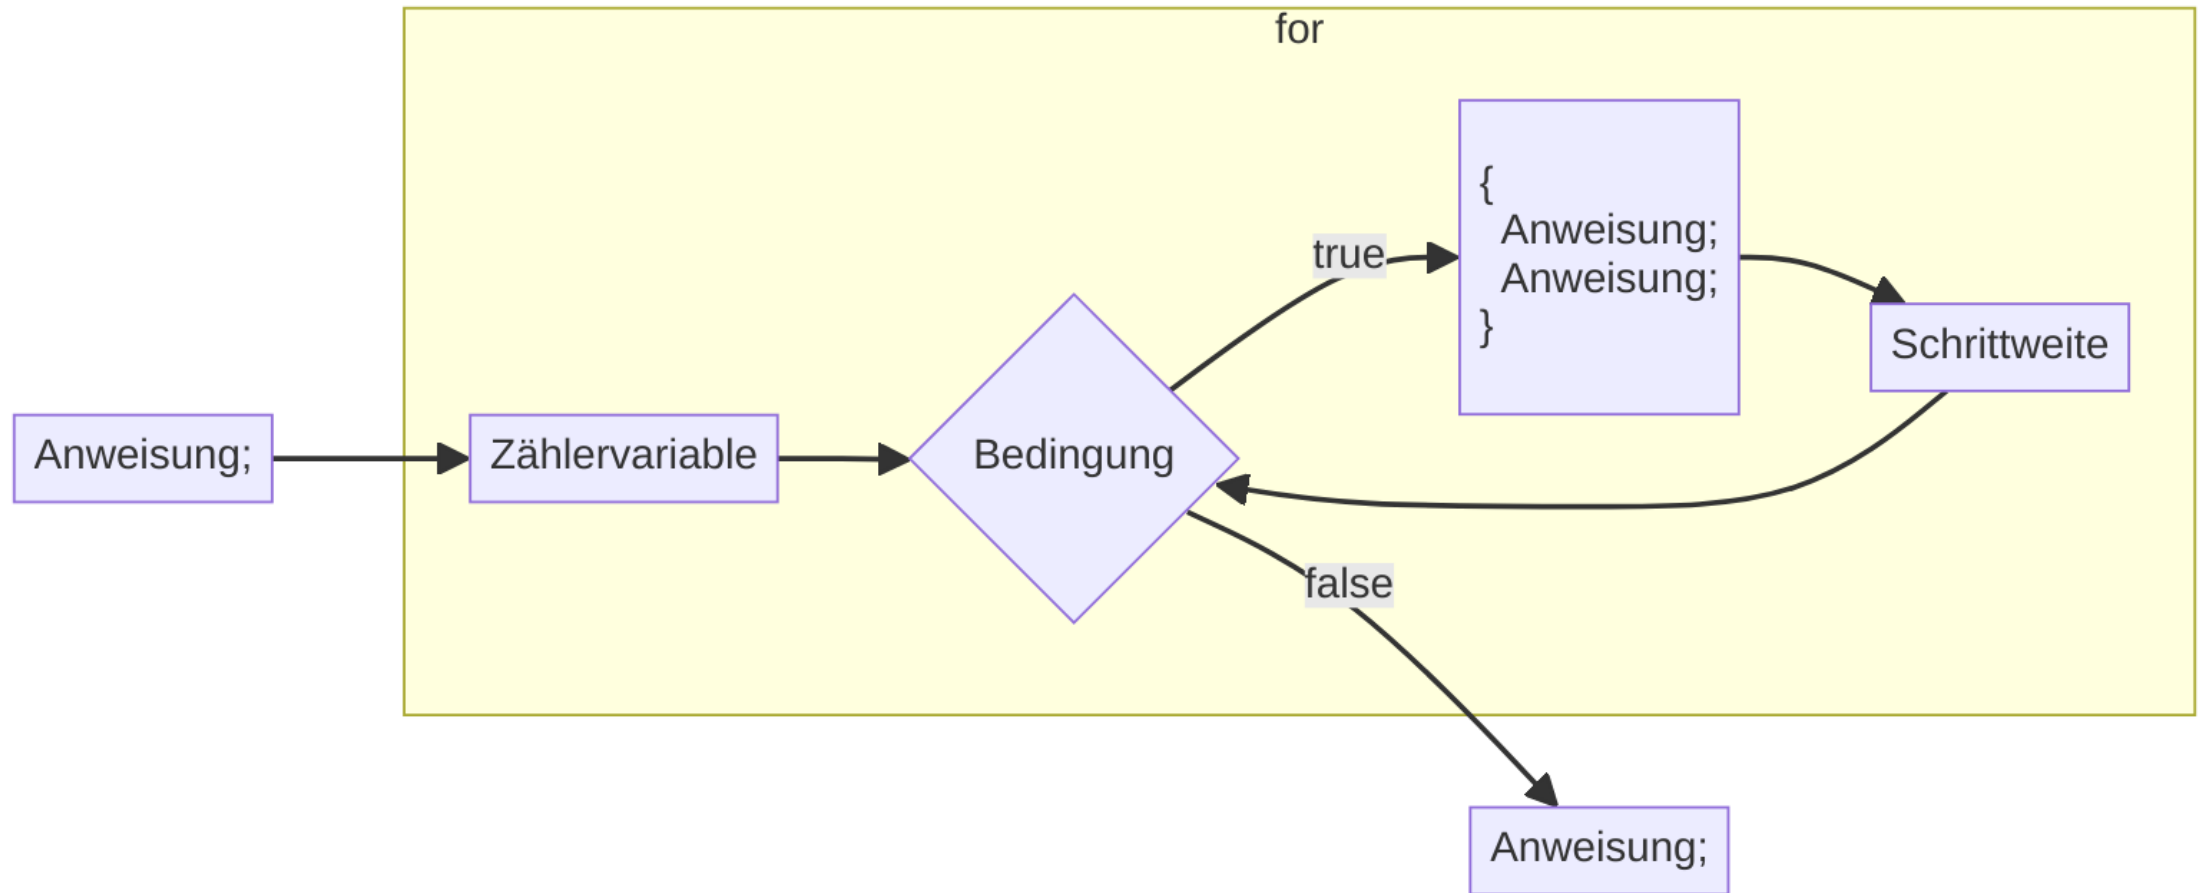 for
Anweisung;
Zählervariable
Bedingung
true
{
Anweisung;
Anweisung;
}
Schrittweite
false
Anweisung;